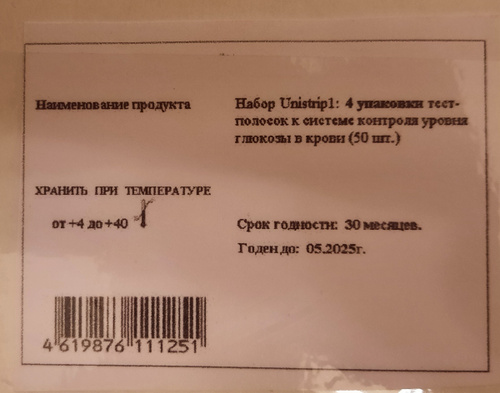 Наименование продукта
Набор Unistrip1: 4 упаковки тест-
полосок к системе контроля уровня
глюкозы в крови (50 шт.)
ХРАНИТЬ ПРИ ТЕМПЕРАТУРЕ
от +4 до +40
Срок годности: 30 месяцев.
Годен до: 05.2025г.
4 619876 111251